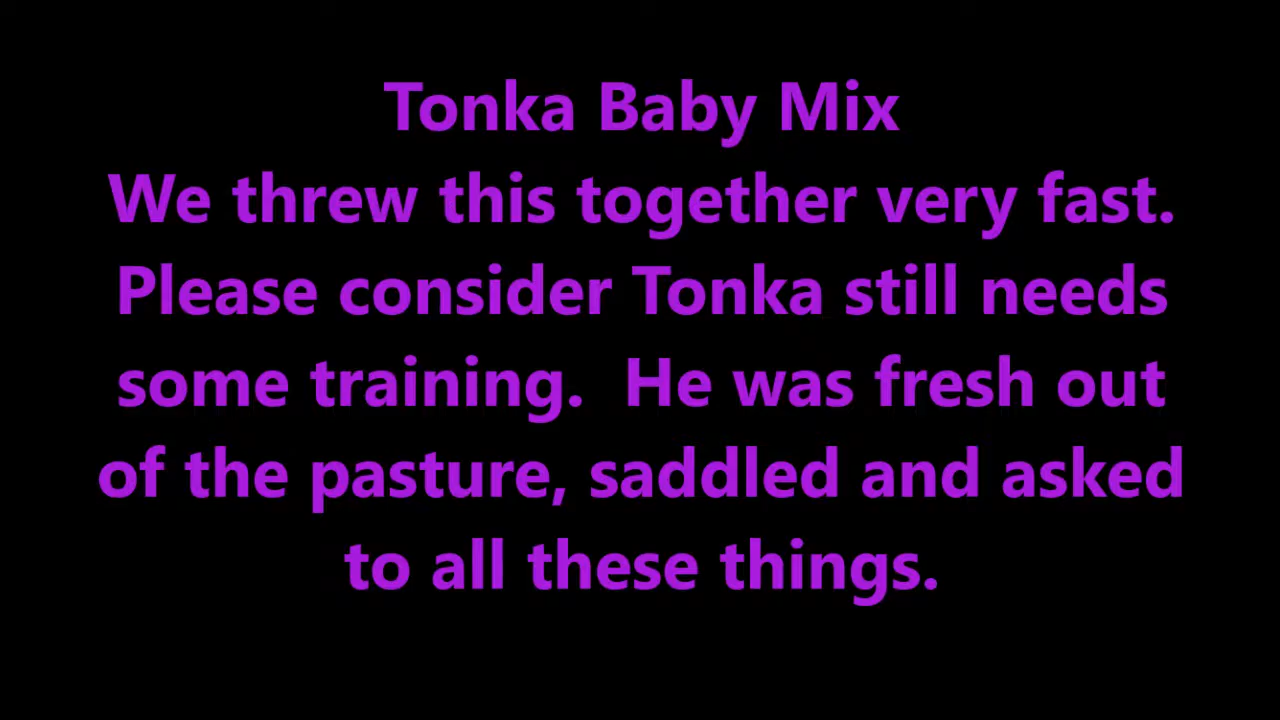 Tonka Baby Mix
We threw this together very fast.
Please consider Tonka still needs
some training.  He was fresh out
of the pasture, saddled and asked
to all these things.